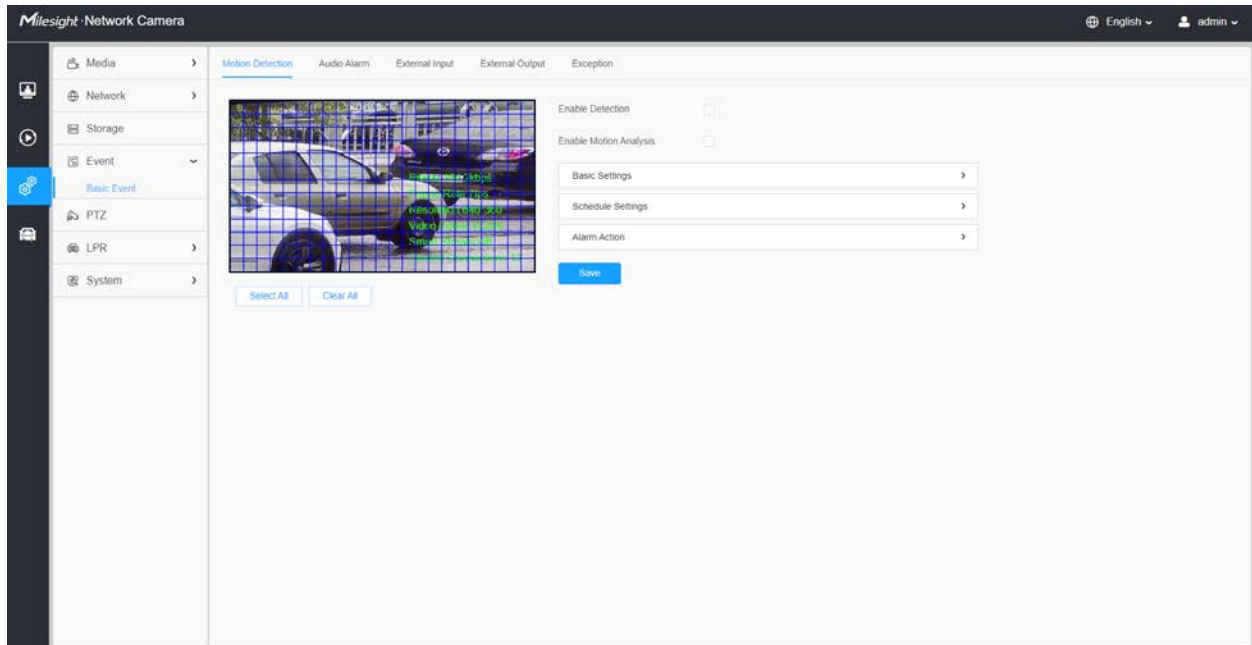 Milesight · Network Camera
English
admin
Media
Network
Storage
Event
Basic Event
PTZ
LPR
System
Motion Detection
Audio Alarm
External Input
External Output
Exception
Enable Detection
Enable Motion Analysis
Basic Settings
Schedule Settings
Alarm Action
Save
Select All
Clear All